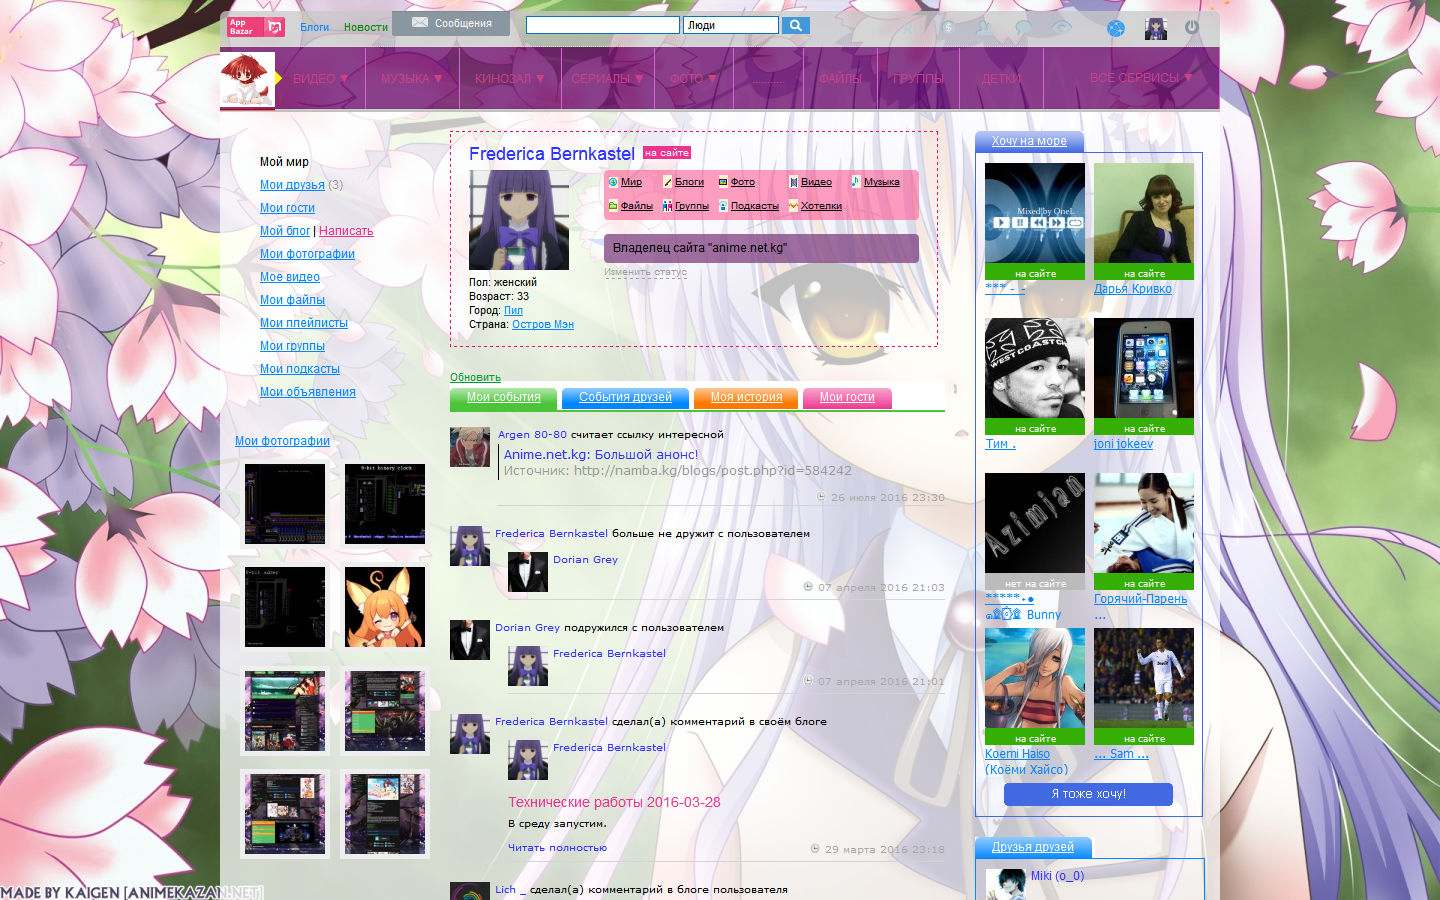 App
Bazar
Блоги
Новости
Сообщения
Люди
ВИДЕО
МУЗЫКА
КИНОЗАЛ
СЕРИАЛЫ
ФОТО
ФАЙЛЫ
ГРУППЫ
ДЕТКИ
ВСЕ СЕРВИСЫ
Мой мир
Мои друзья (3)
Мои гости
Мой блог | Написать
Мои фотографии
Мое видео
Мои файлы
Мои плейлисты
Мои группы
Мои подкасты
Мои объявления
Мои фотографии
Frederica Bernkastel на сайте
Мир Блоги Фото Видео Музыка
Файлы Группы Подкасты Хотелки
Владелец сайта "anime.net.kg"
Изменить статус
Пол: женский
Возраст: 33
Город: Пил
Страна: Остров Мэн
Обновить
Мои события
События друзей
Моя история
Мои гости
Argen 80-80 считает ссылку интересной
Anime.net.kg: Большой анонс!
Источник: http://namba.kg/blogs/post.php?id=584242
26 июля 2016 23:30
Frederica Bernkastel больше не дружит с пользователем
Dorian Grey
07 апреля 2016 21:03
Dorian Grey подружился с пользователем
Frederica Bernkastel
07 апреля 2016 21:01
Frederica Bernkastel сделал(а) комментарий в своём блоге
Frederica Bernkastel
Технические работы 2016-03-28
В среду запустим.
Читать полностью
29 марта 2016 23:18
Lich _ сделал(а) комментарий в блоге пользователя
Хочу на море
Mixed by OneL
на сайте
*** - -
на сайте
Дарья Кривко
WEST COAST CH
на сайте
Тим .
на сайте
joni jokeev
Azimjan
нет на сайте
Bunny
на сайте
Горячий-Парень
...
на сайте
Koemi Haiso
(Коёми Хайсо)
на сайте
... Sam ...
Я тоже хочу!
Друзья друзей
Miki (o_0)
MADE BY KAIGEN [ANIMEKAZAN.NET]